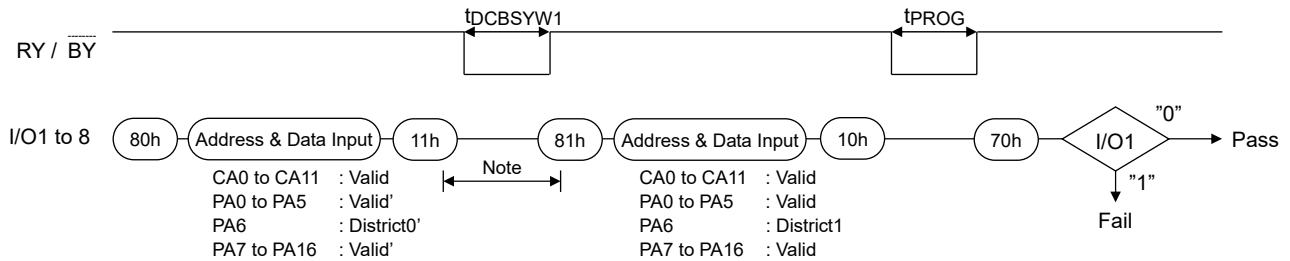 tDCBSYW1
tPROG
RY / BY
I/O1 to 8
80h
Address & Data Input
11h
81h
Address & Data Input
10h
70h
I/O1
"0"
Pass
"1"
Fail
Note
CA0 to CA11 : Valid
PA0 to PA5 : Valid'
PA6 : District0'
PA7 to PA16 : Valid'
CA0 to CA11 : Valid
PA0 to PA5 : Valid
PA6 : District1
PA7 to PA16 : Valid